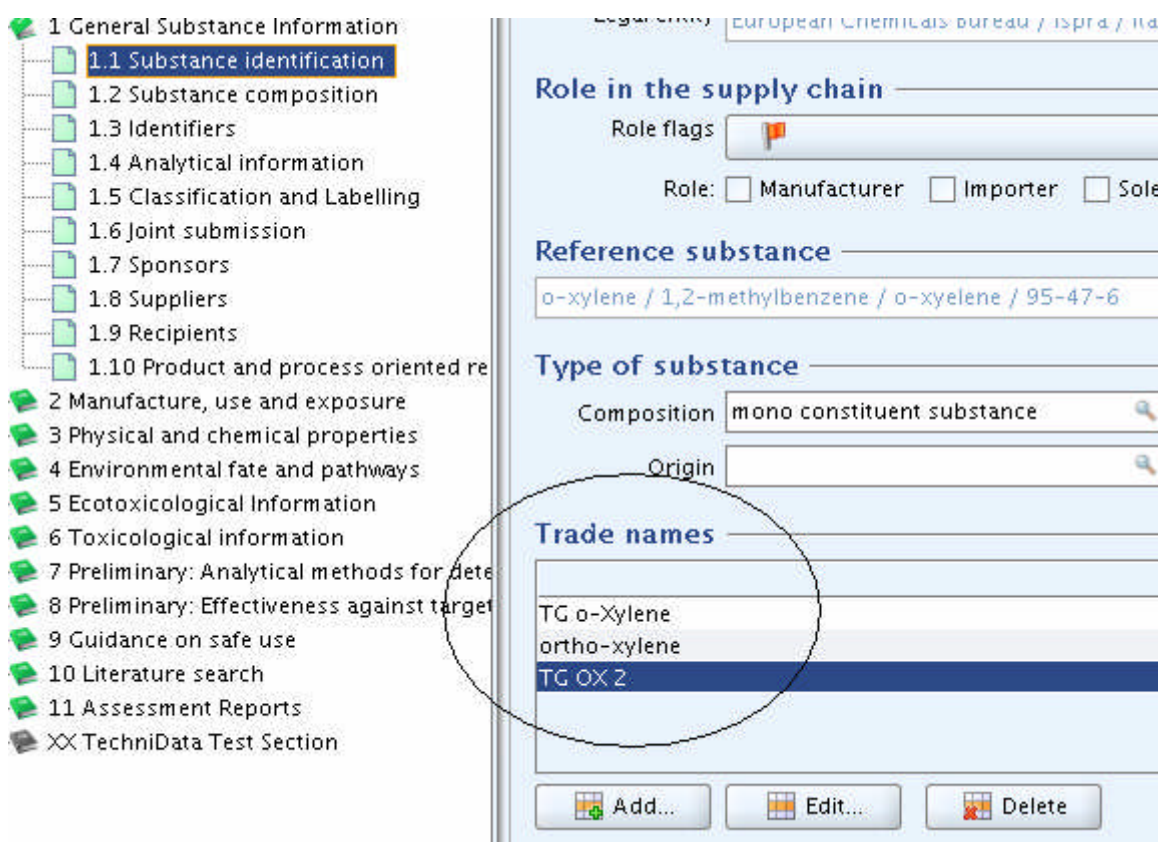 1 General Substance Information
1.1 Substance identification
1.2 Substance composition
1.3 Identifiers
1.4 Analytical information
1.5 Classification and Labelling
1.6 Joint submission
1.7 Sponsors
1.8 Suppliers
1.9 Recipients
1.10 Product and process oriented re
2 Manufacture, use and exposure
3 Physical and chemical properties
4 Environmental fate and pathways
5 Ecotoxicological Information
6 Toxicological information
7 Preliminary: Analytical methods for dete
8 Preliminary: Effectiveness against target
9 Guidance on safe use
10 Literature search
11 Assessment Reports
XX TechniData Test Section
Legal entity European Chemicals Bureau / Ispra / Ita
Role in the supply chain
Role flags
Role: Manufacturer Importer Sole
Reference substance
o-xylene / 1,2-methylbenzene / o-xyelene / 95-47-6
Type of substance
Composition mono constituent substance
Origin
Trade names
TG o-Xylene
ortho-xylene
TG OX 2
Add... Edit... Delete